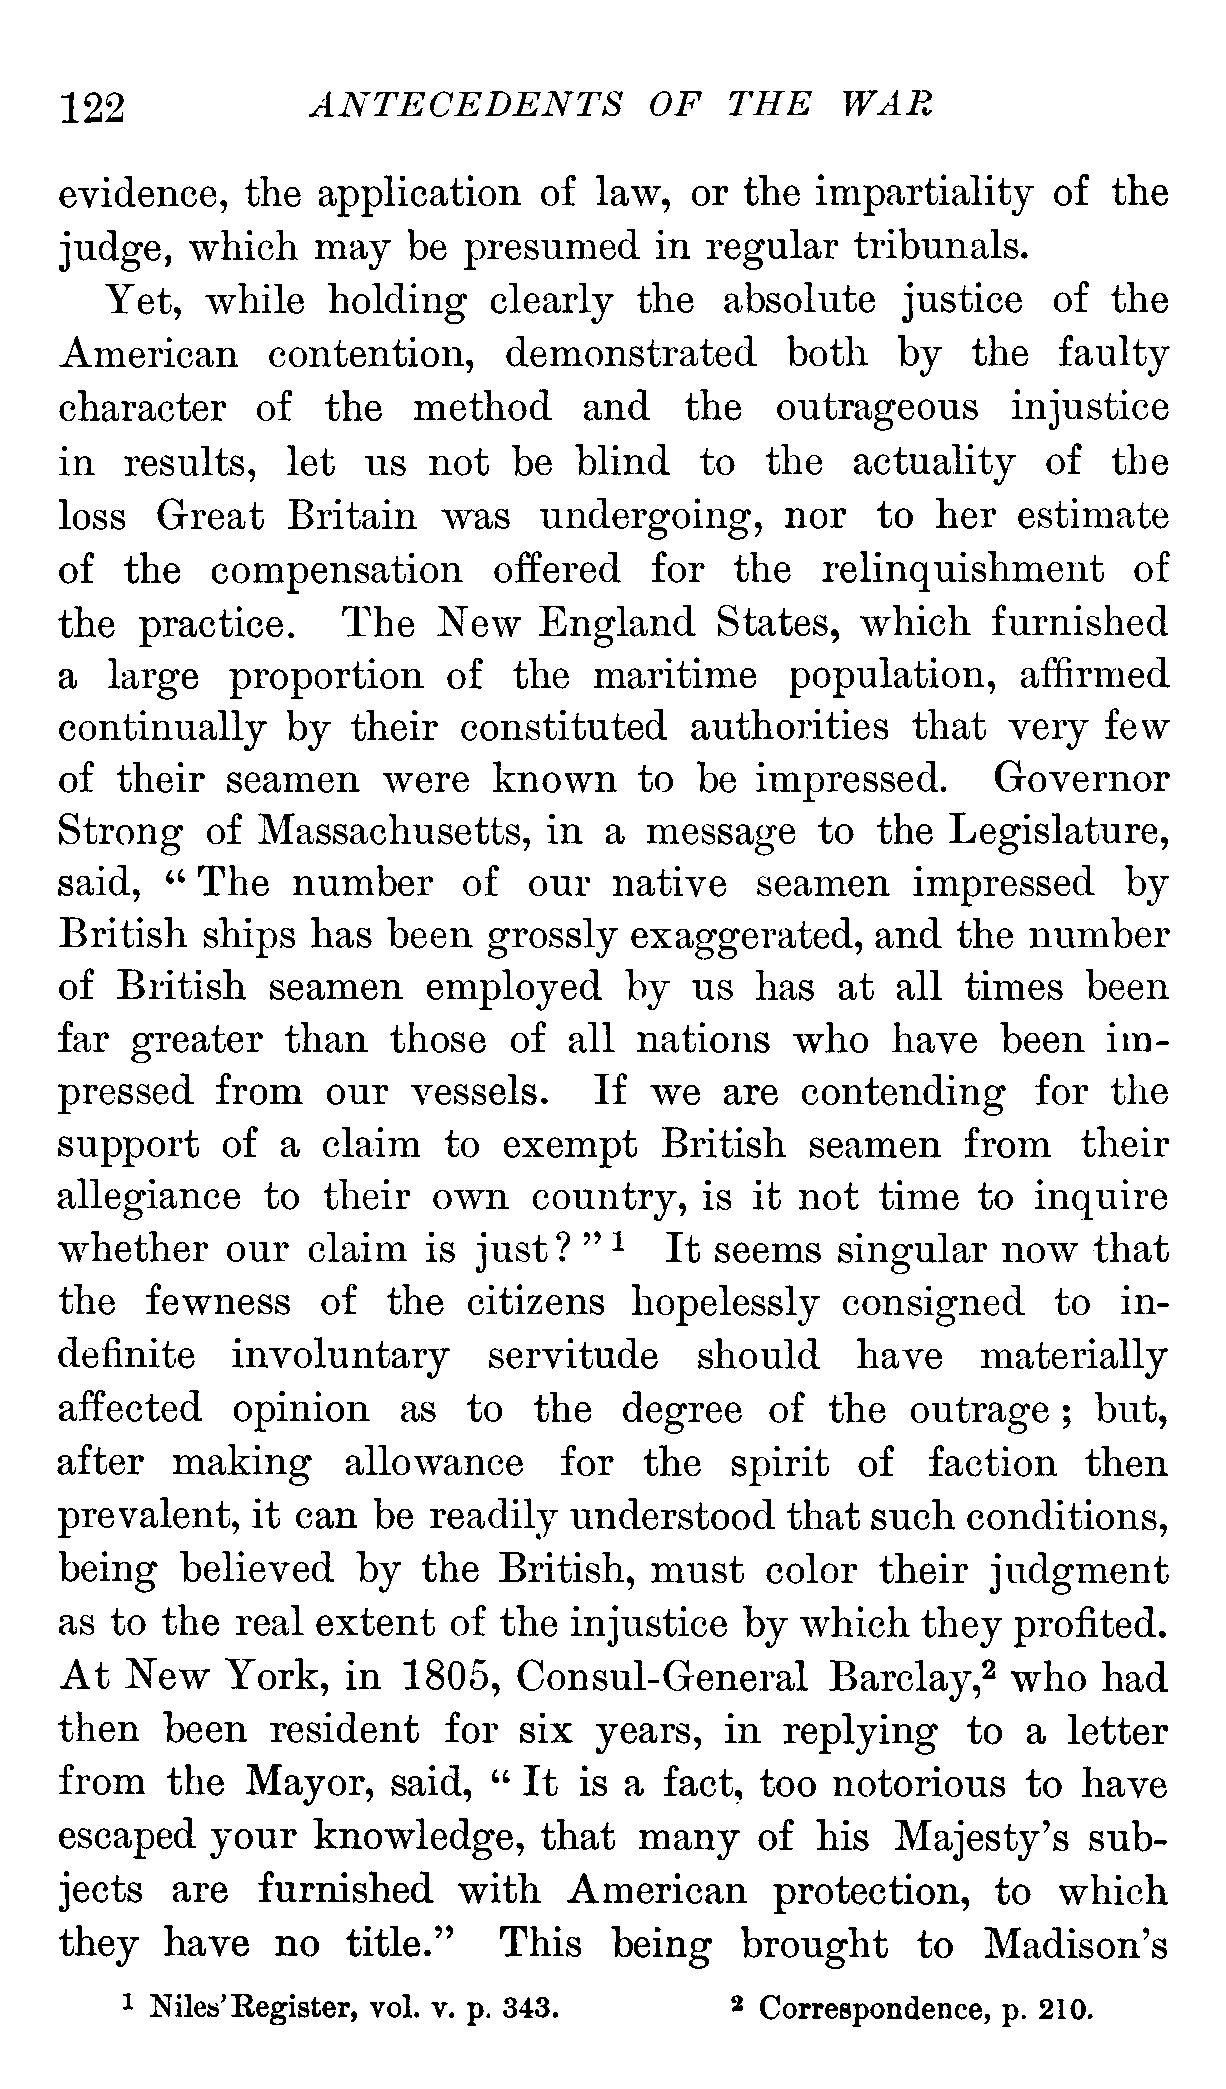 122 ANTECEDENTS OF THE WAR
evidence, the application of law, or the impartiality of the
judge, which may be presumed in regular tribunals.
Yet, while holding clearly the absolute justice of the
American contention, demonstrated both by the faulty
character of the method and the outrageous injustice
in results, let us not be blind to the actuality of the
loss Great Britain was undergoing, nor to her estimate
of the compensation offered for the relinquishment of
the practice. The New England States, which furnished
a large proportion of the maritime population, affirmed
continually by their constituted authorities that very few
of their seamen were known to be impressed. Governor
Strong of Massachusetts, in a message to the Legislature,
said, “ The number of our native seamen impressed by
British ships has been grossly exaggerated, and the number
of British seamen employed by us has at all times been
far greater than those of all nations who have been im-
pressed from our vessels. If we are contending for the
support of a claim to exempt British seamen from their
allegiance to their own country, is it not time to inquire
whether our claim is just? ” ¹ It seems singular now that
the fewness of the citizens hopelessly consigned to in-
definite involuntary servitude should have materially
affected opinion as to the degree of the outrage ; but,
after making allowance for the spirit of faction then
prevalent, it can be readily understood that such conditions,
being believed by the British, must color their judgment
as to the real extent of the injustice by which they profited.
At New York, in 1805, Consul-General Barclay,² who had
then been resident for six years, in replying to a letter
from the Mayor, said, “ It is a fact, too notorious to have
escaped your knowledge, that many of his Majesty’s sub-
jects are furnished with American protection, to which
they have no title.” This being brought to Madison’s
¹ Niles’ Register, vol. v. p. 343. ² Correspondence, p. 210.